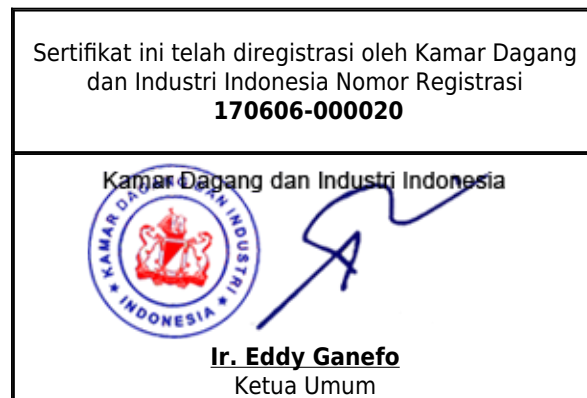 Sertifikat ini telah diregistrasi oleh Kamar Dagang
dan Industri Indonesia Nomor Registrasi
170606-000020
Kamar Dagang dan Industri Indonesia
KAMAR DAGANG DAN INDUSTRI
INDONESIA
Ir. Eddy Ganefo
Ketua Umum